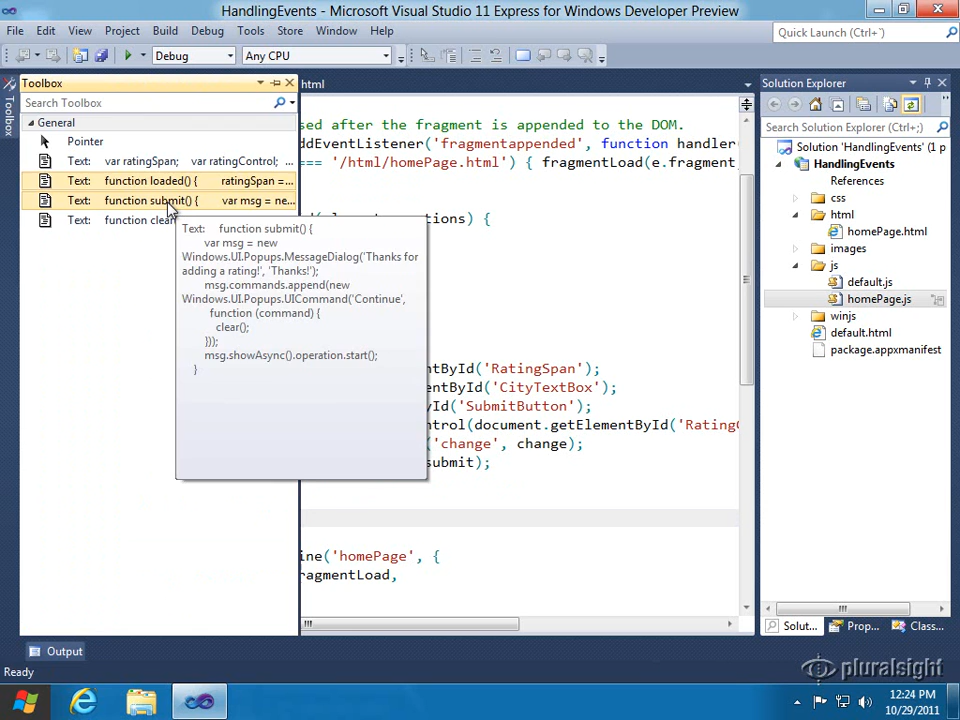 HandlingEvents - Microsoft Visual Studio 11 Express for Windows Developer Preview
File Edit View Project Build Debug Tools Store Window Help
Quick Launch (Ctrl+`)
Debug Any CPU
Toolbox
Search Toolbox
General
Pointer
Text: var ratingSpan; var ratingControl; ...
Text: function loaded() { ratingSpan =...
Text: function submit() { var msg = ne...
Text: function clear
Toolbox
Text: function submit() {
var msg = new
Windows.UI.Popups.MessageDialog('Thanks for
adding a rating!', 'Thanks!');
msg.commands.append(new
Windows.UI.Popups.UICommand('Continue',
function (command) {
clear();
}));
msg.showAsync().operation.start();
}
html
sed after the fragment is appended to the DOM.
ddEventListener('fragmentappended', function handler
=== '/html/homePage.html') { fragmentLoad(e.fragment
tions) {
ntById('RatingSpan');
entById('CityTextBox');
yId('SubmitButton');
ntrol(document.getElementById('Rating
('change', change);
submit);
ine('homePage', {
ragmentLoad,
Solution Explorer
Search Solution Explorer (Ctrl+;)
Solution 'HandlingEvents' (1 p
HandlingEvents
References
css
html
homePage.html
images
js
default.js
homePage.js
winjs
default.html
package.appxmanifest
Solut... Prop... Class...
Output
Ready
pluralsight
12:24 PM
10/29/2011